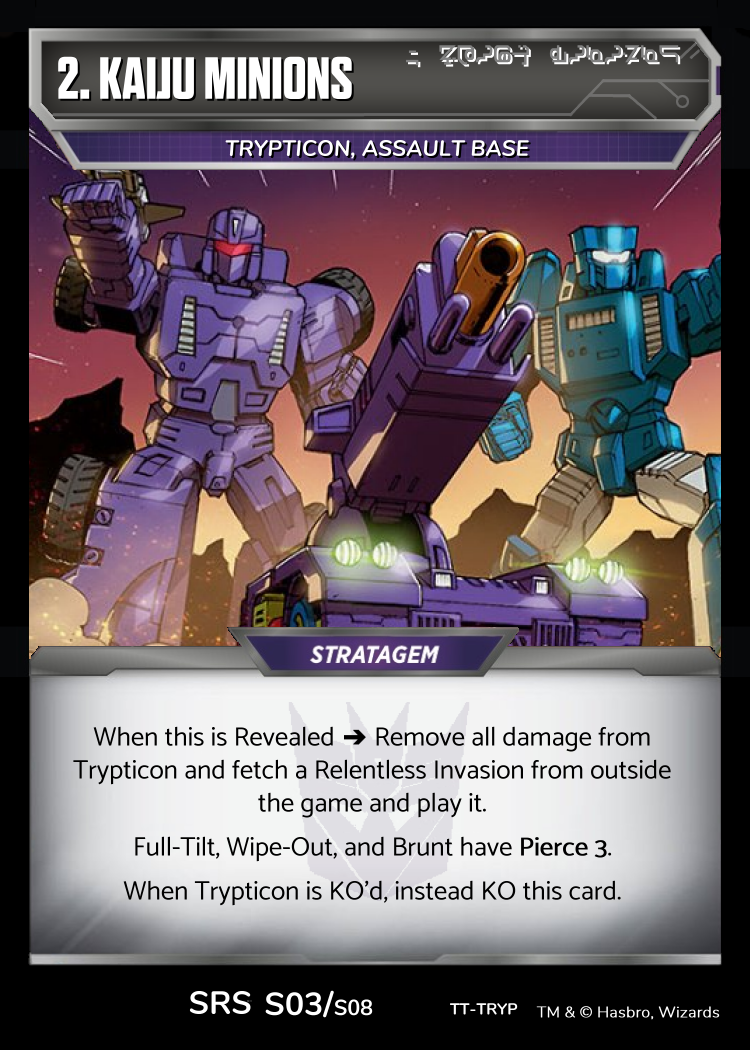 2. KAIJU MINIONS
TRYPTICON, ASSAULT BASE
STRATAGEM
When this is Revealed ➔ Remove all damage from
Trypticon and fetch a Relentless Invasion from outside
the game and play it.
Full-Tilt, Wipe-Out, and Brunt have Pierce 3.
When Trypticon is KO'd, instead KO this card.
SRS S03/S08
TT-TRYP
TM & © Hasbro, Wizards